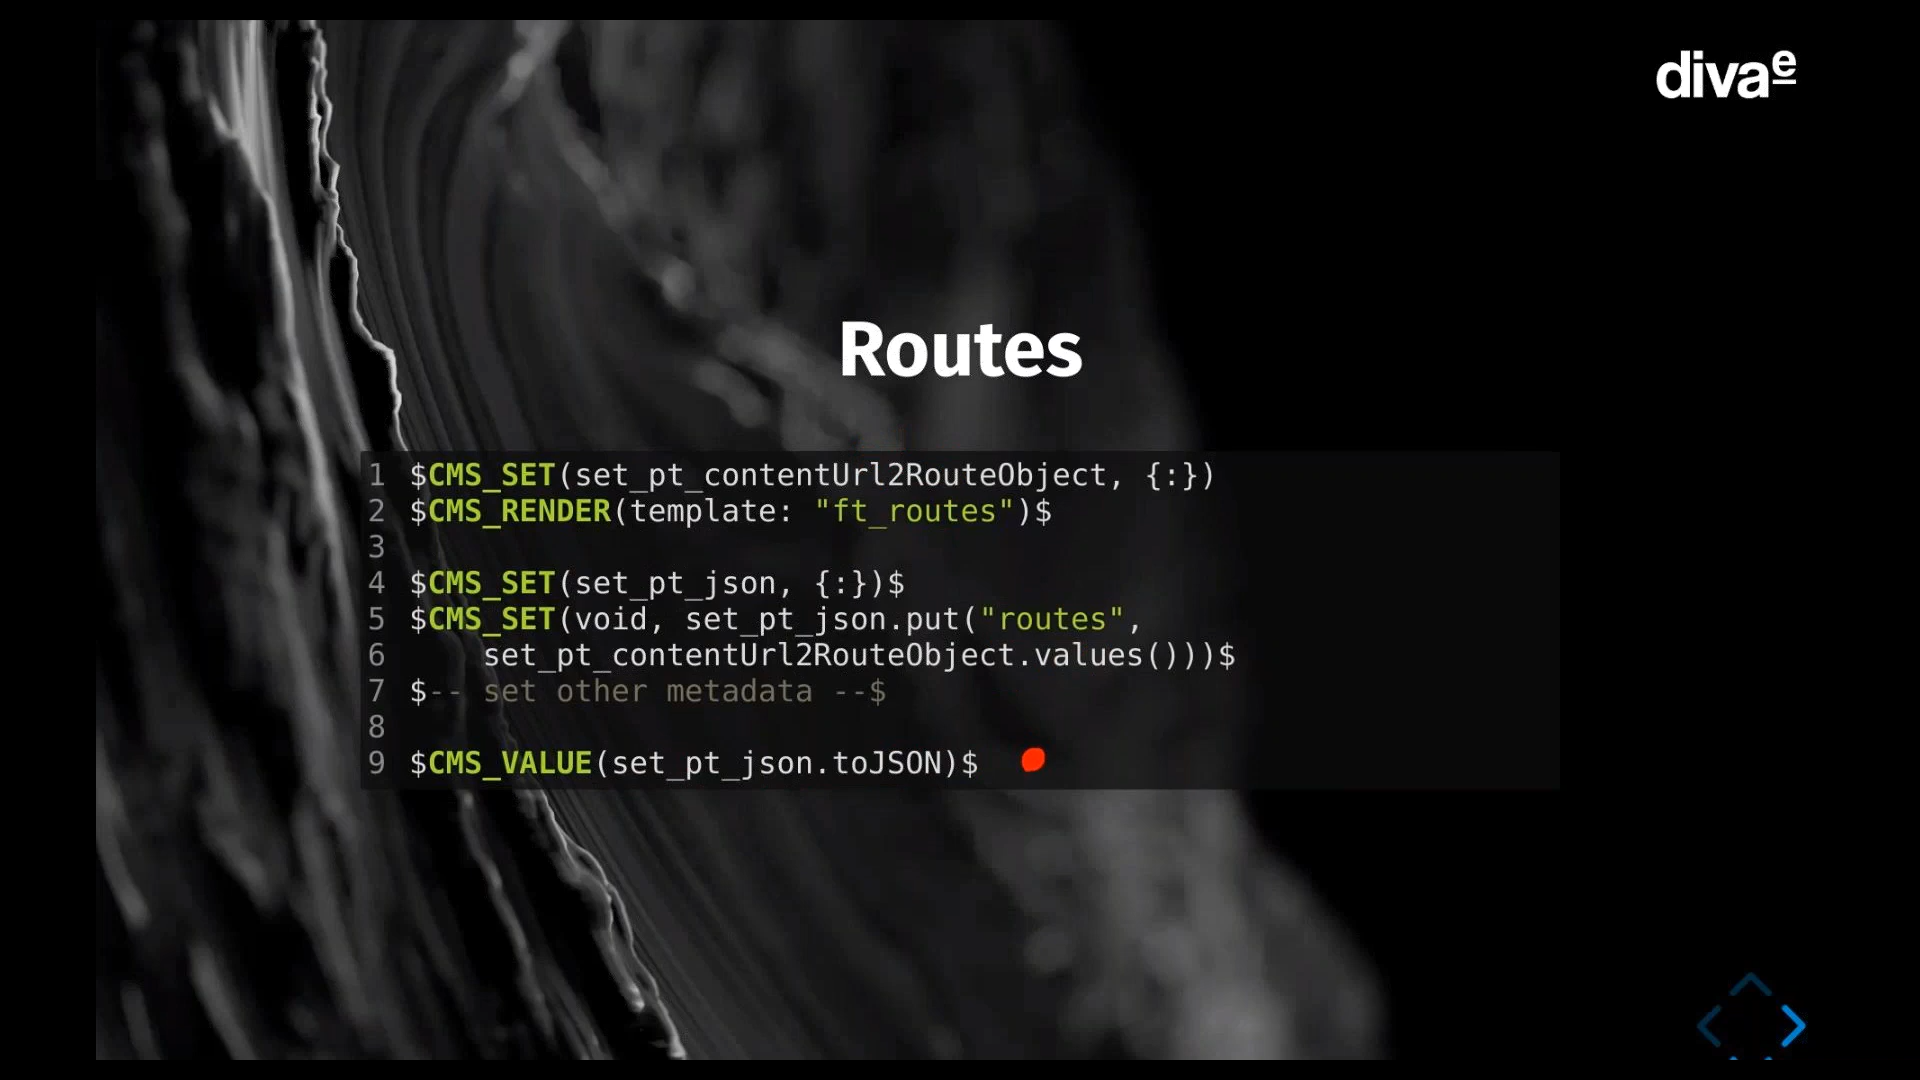 divae
Routes
1 $CMS_SET(set_pt_contentUrl2RouteObject, {:})
2 $CMS_RENDER(template: "ft_routes")$
3
4 $CMS_SET(set_pt_json, {:})$
5 $CMS_SET(void, set_pt_json.put("routes",
6 set_pt_contentUrl2RouteObject.values()))$
7 $-- set other metadata --$
8
9 $CMS_VALUE(set_pt_json.toJSON)$